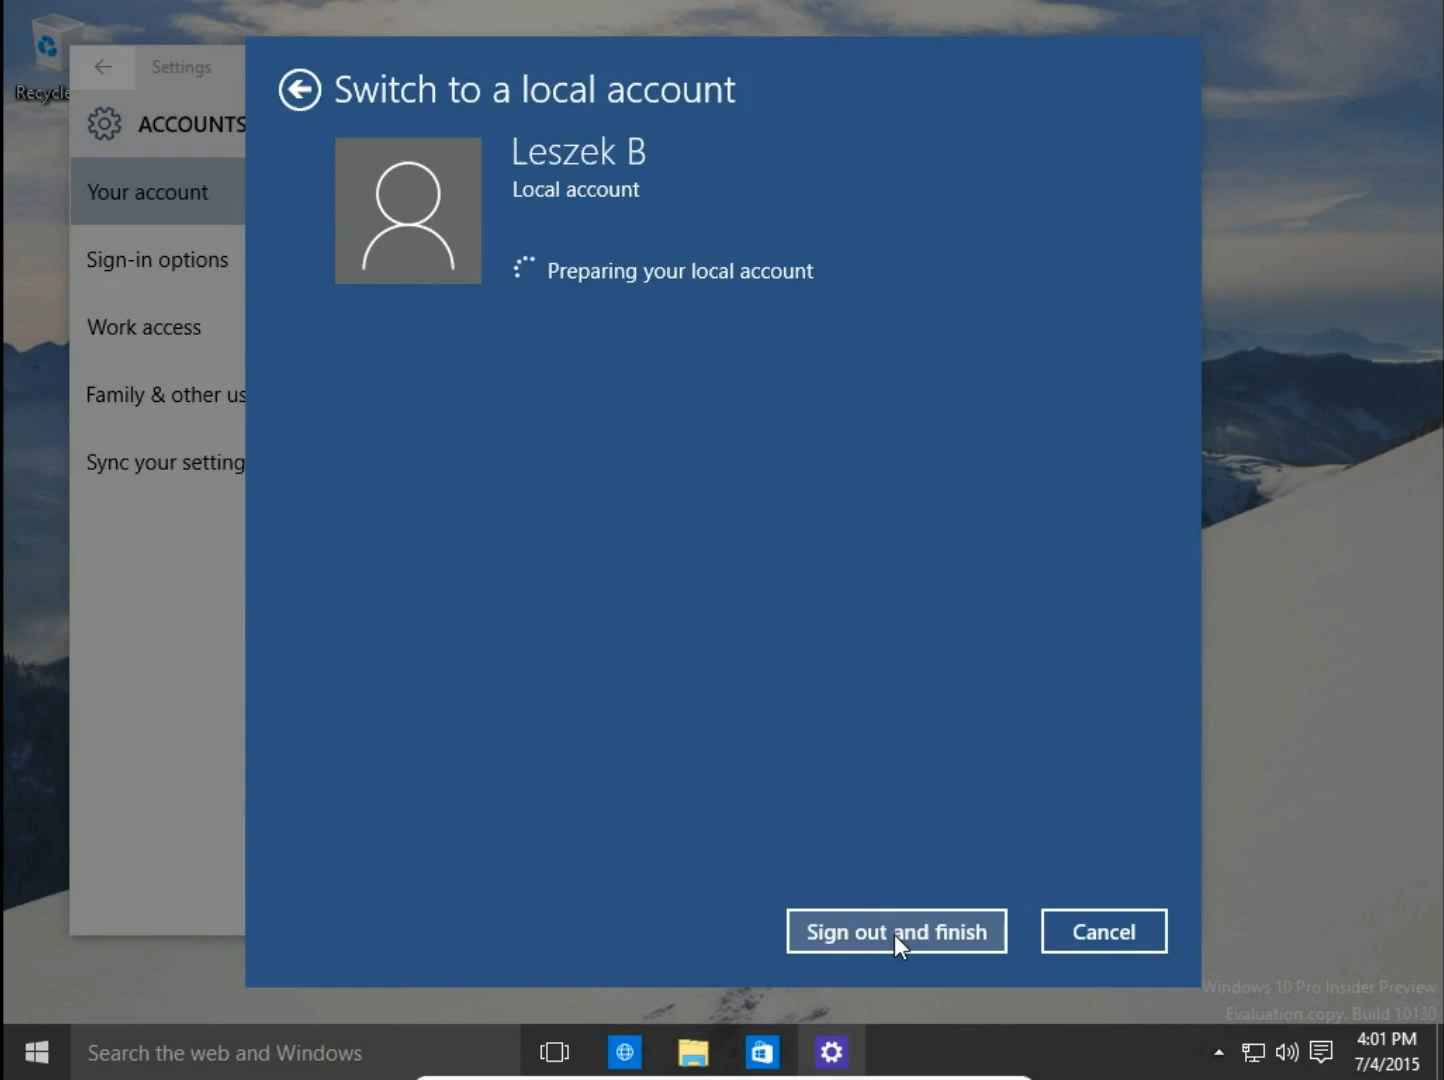 Recycle
Settings
ACCOUNTS
Your account
Sign-in options
Work access
Family & other us
Sync your setting
Switch to a local account
Leszek B
Local account
Preparing your local account
Sign out and finish
Cancel
Windows 10 Pro Insider Preview
Evaluation copy. Build 10130
Search the web and Windows
4:01 PM
7/4/2015